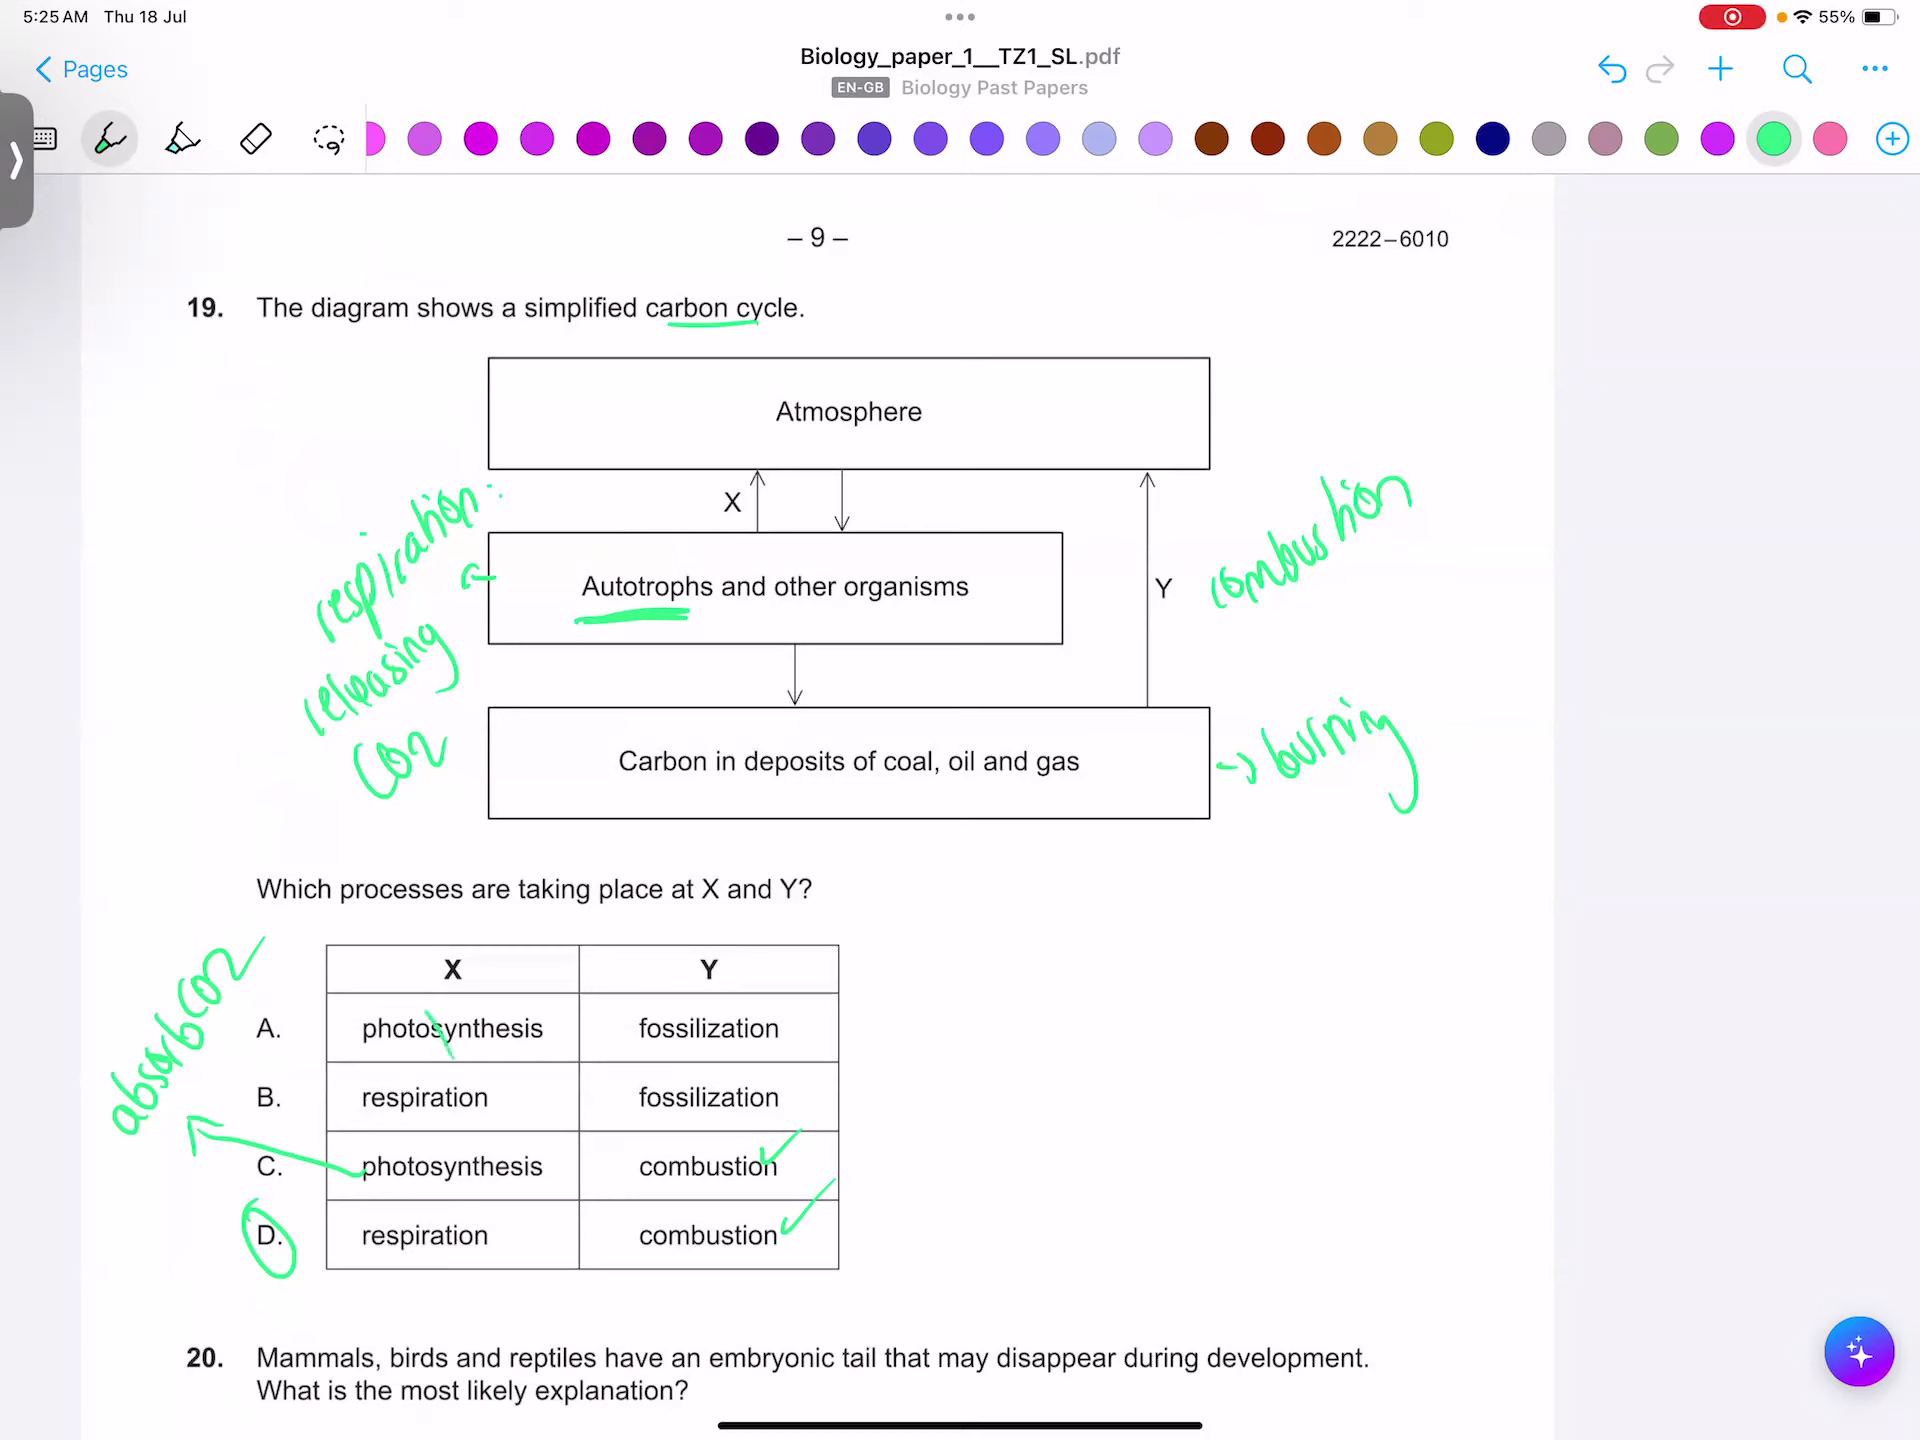 5:25 AM Thu 18 Jul
55%
Pages
Biology_paper_1__TZ1_SL.pdf
EN-GB Biology Past Papers
– 9 –
2222–6010
19. The diagram shows a simplified carbon cycle.
Atmosphere
X
respiration:
releasing
CO2
Autotrophs and other organisms
Y
combustion
Carbon in deposits of coal, oil and gas
burning
Which processes are taking place at X and Y?
absorb CO2
X Y
A. photosynthesis fossilization
B. respiration fossilization
C. photosynthesis combustion
D. respiration combustion
20. Mammals, birds and reptiles have an embryonic tail that may disappear during development.
What is the most likely explanation?